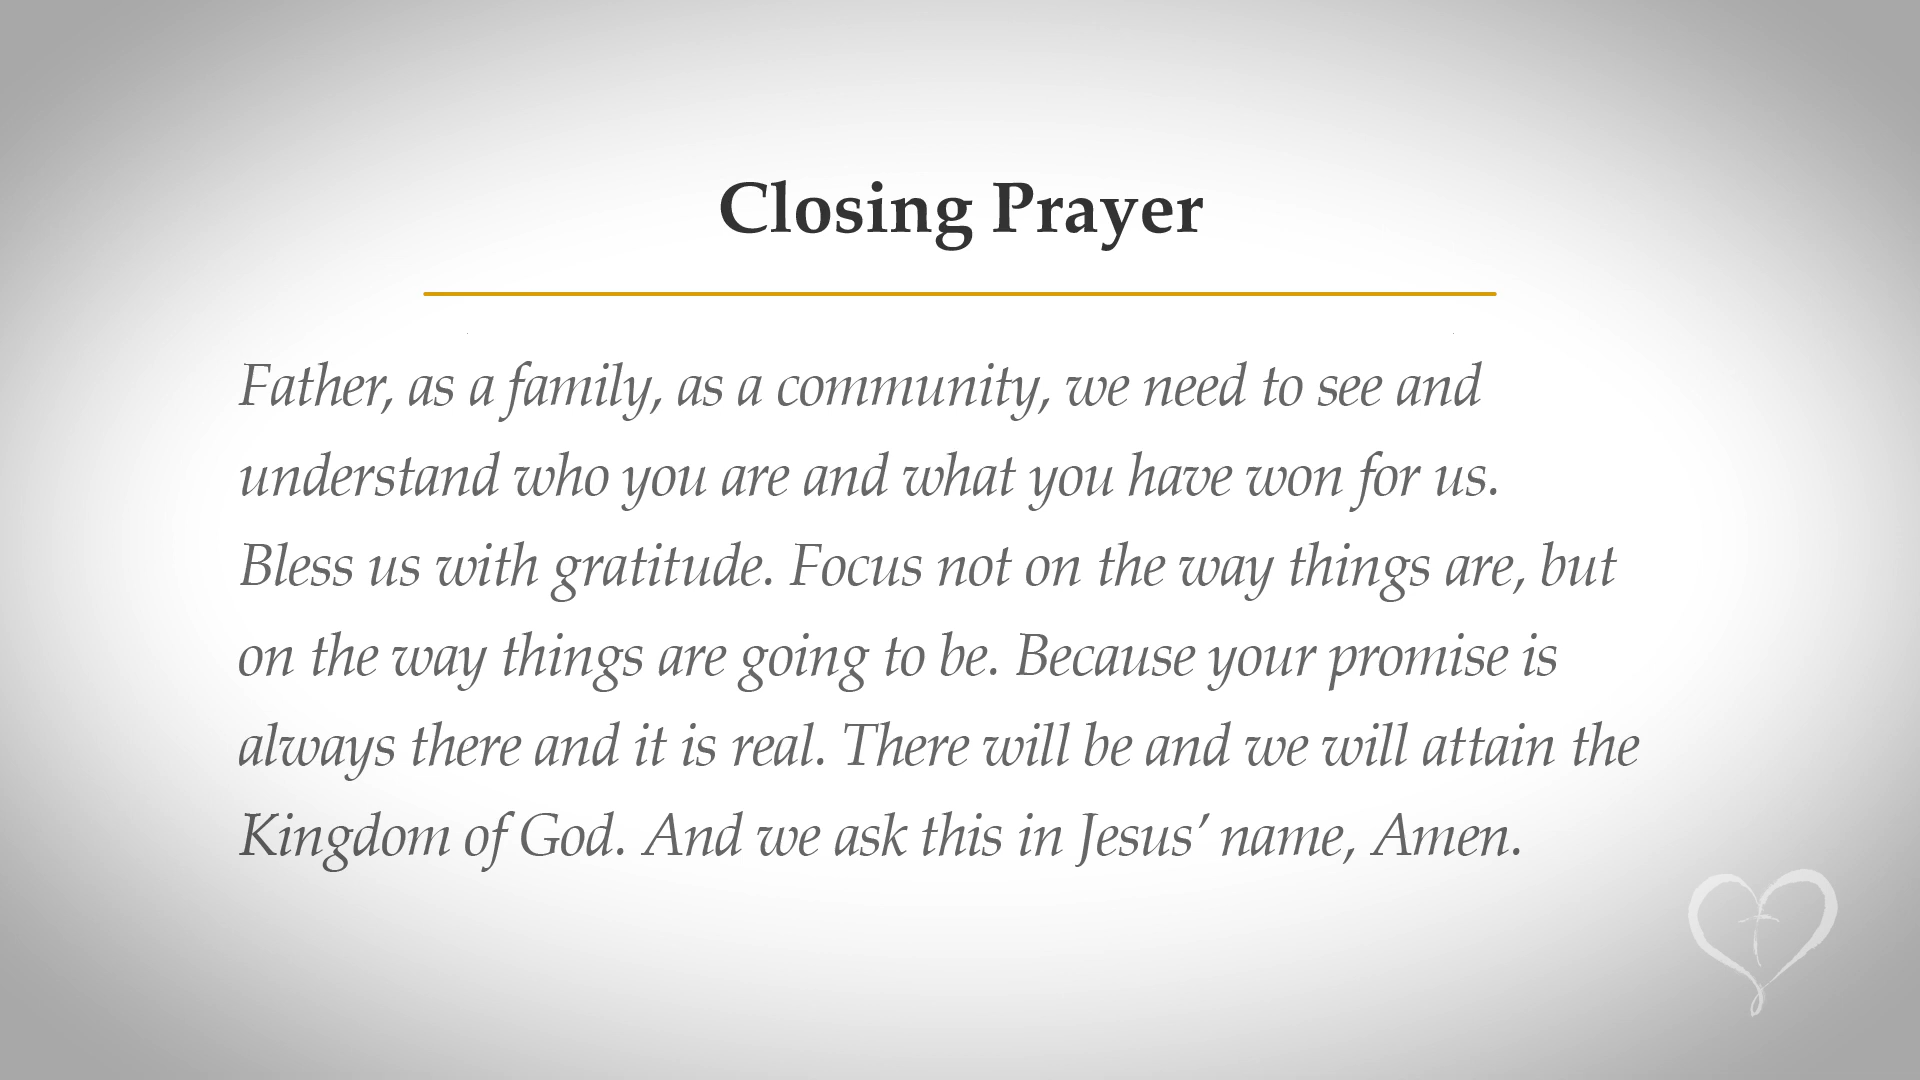 Closing Prayer
Father, as a family, as a community, we need to see and
understand who you are and what you have won for us.
Bless us with gratitude. Focus not on the way things are, but
on the way things are going to be. Because your promise is
always there and it is real. There will be and we will attain the
Kingdom of God. And we ask this in Jesus’ name, Amen.